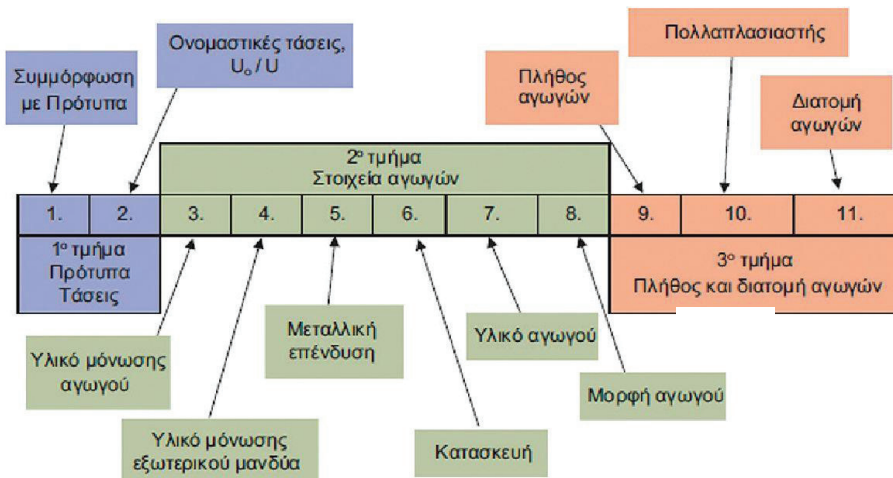 Συμμόρφωση
με Πρότυπα
Ονομαστικές τάσεις,
U₀ / U
Πλήθος
αγωγών
Πολλαπλασιαστής
Διατομή
αγωγών
2ο τμήμα
Στοιχεία αγωγών
1.
2.
3.
4.
5.
6.
7.
8.
9.
10.
11.
1ο τμήμα
Πρότυπα
Τάσεις
3ο τμήμα
Πλήθος και διατομή αγωγών
Υλικό μόνωσης
αγωγού
Υλικό μόνωσης
εξωτερικού μανδύα
Μεταλλική
επένδυση
Κατασκευή
Υλικό αγωγού
Μορφή αγωγού